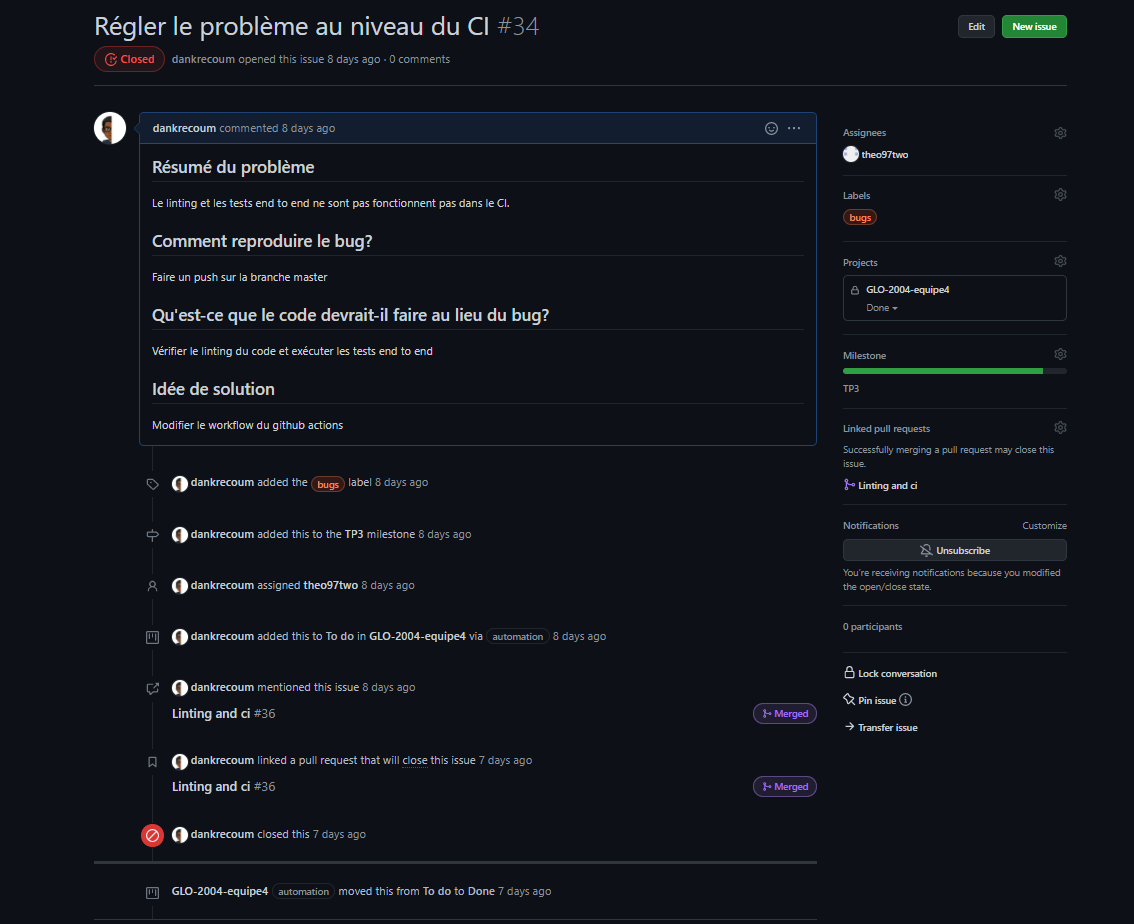 Régler le problème au niveau du CI #34
Edit
New issue
Closed
dankrecoum opened this issue 8 days ago · 0 comments
dankrecoum commented 8 days ago
Résumé du problème
Le linting et les tests end to end ne sont pas fonctionnent pas dans le CI.
Comment reproduire le bug?
Faire un push sur la branche master
Qu'est-ce que le code devrait-il faire au lieu du bug?
Vérifier le linting du code et exécuter les tests end to end
Idée de solution
Modifier le workflow du github actions
dankrecoum added the bugs label 8 days ago
dankrecoum added this to the TP3 milestone 8 days ago
dankrecoum assigned theo97two 8 days ago
dankrecoum added this to To do in GLO-2004-equipe4 via automation 8 days ago
dankrecoum mentioned this issue 8 days ago
Linting and ci #36
Merged
dankrecoum linked a pull request that will close this issue 7 days ago
Linting and ci #36
Merged
dankrecoum closed this 7 days ago
GLO-2004-equipe4 automation moved this from To do to Done 7 days ago
Assignees
theo97two
Labels
bugs
Projects
GLO-2004-equipe4
Done
Milestone
TP3
Linked pull requests
Successfully merging a pull request may close this
issue.
Linting and ci
Notifications
Customize
Unsubscribe
You're receiving notifications because you modified
the open/close state.
0 participants
Lock conversation
Pin issue
Transfer issue